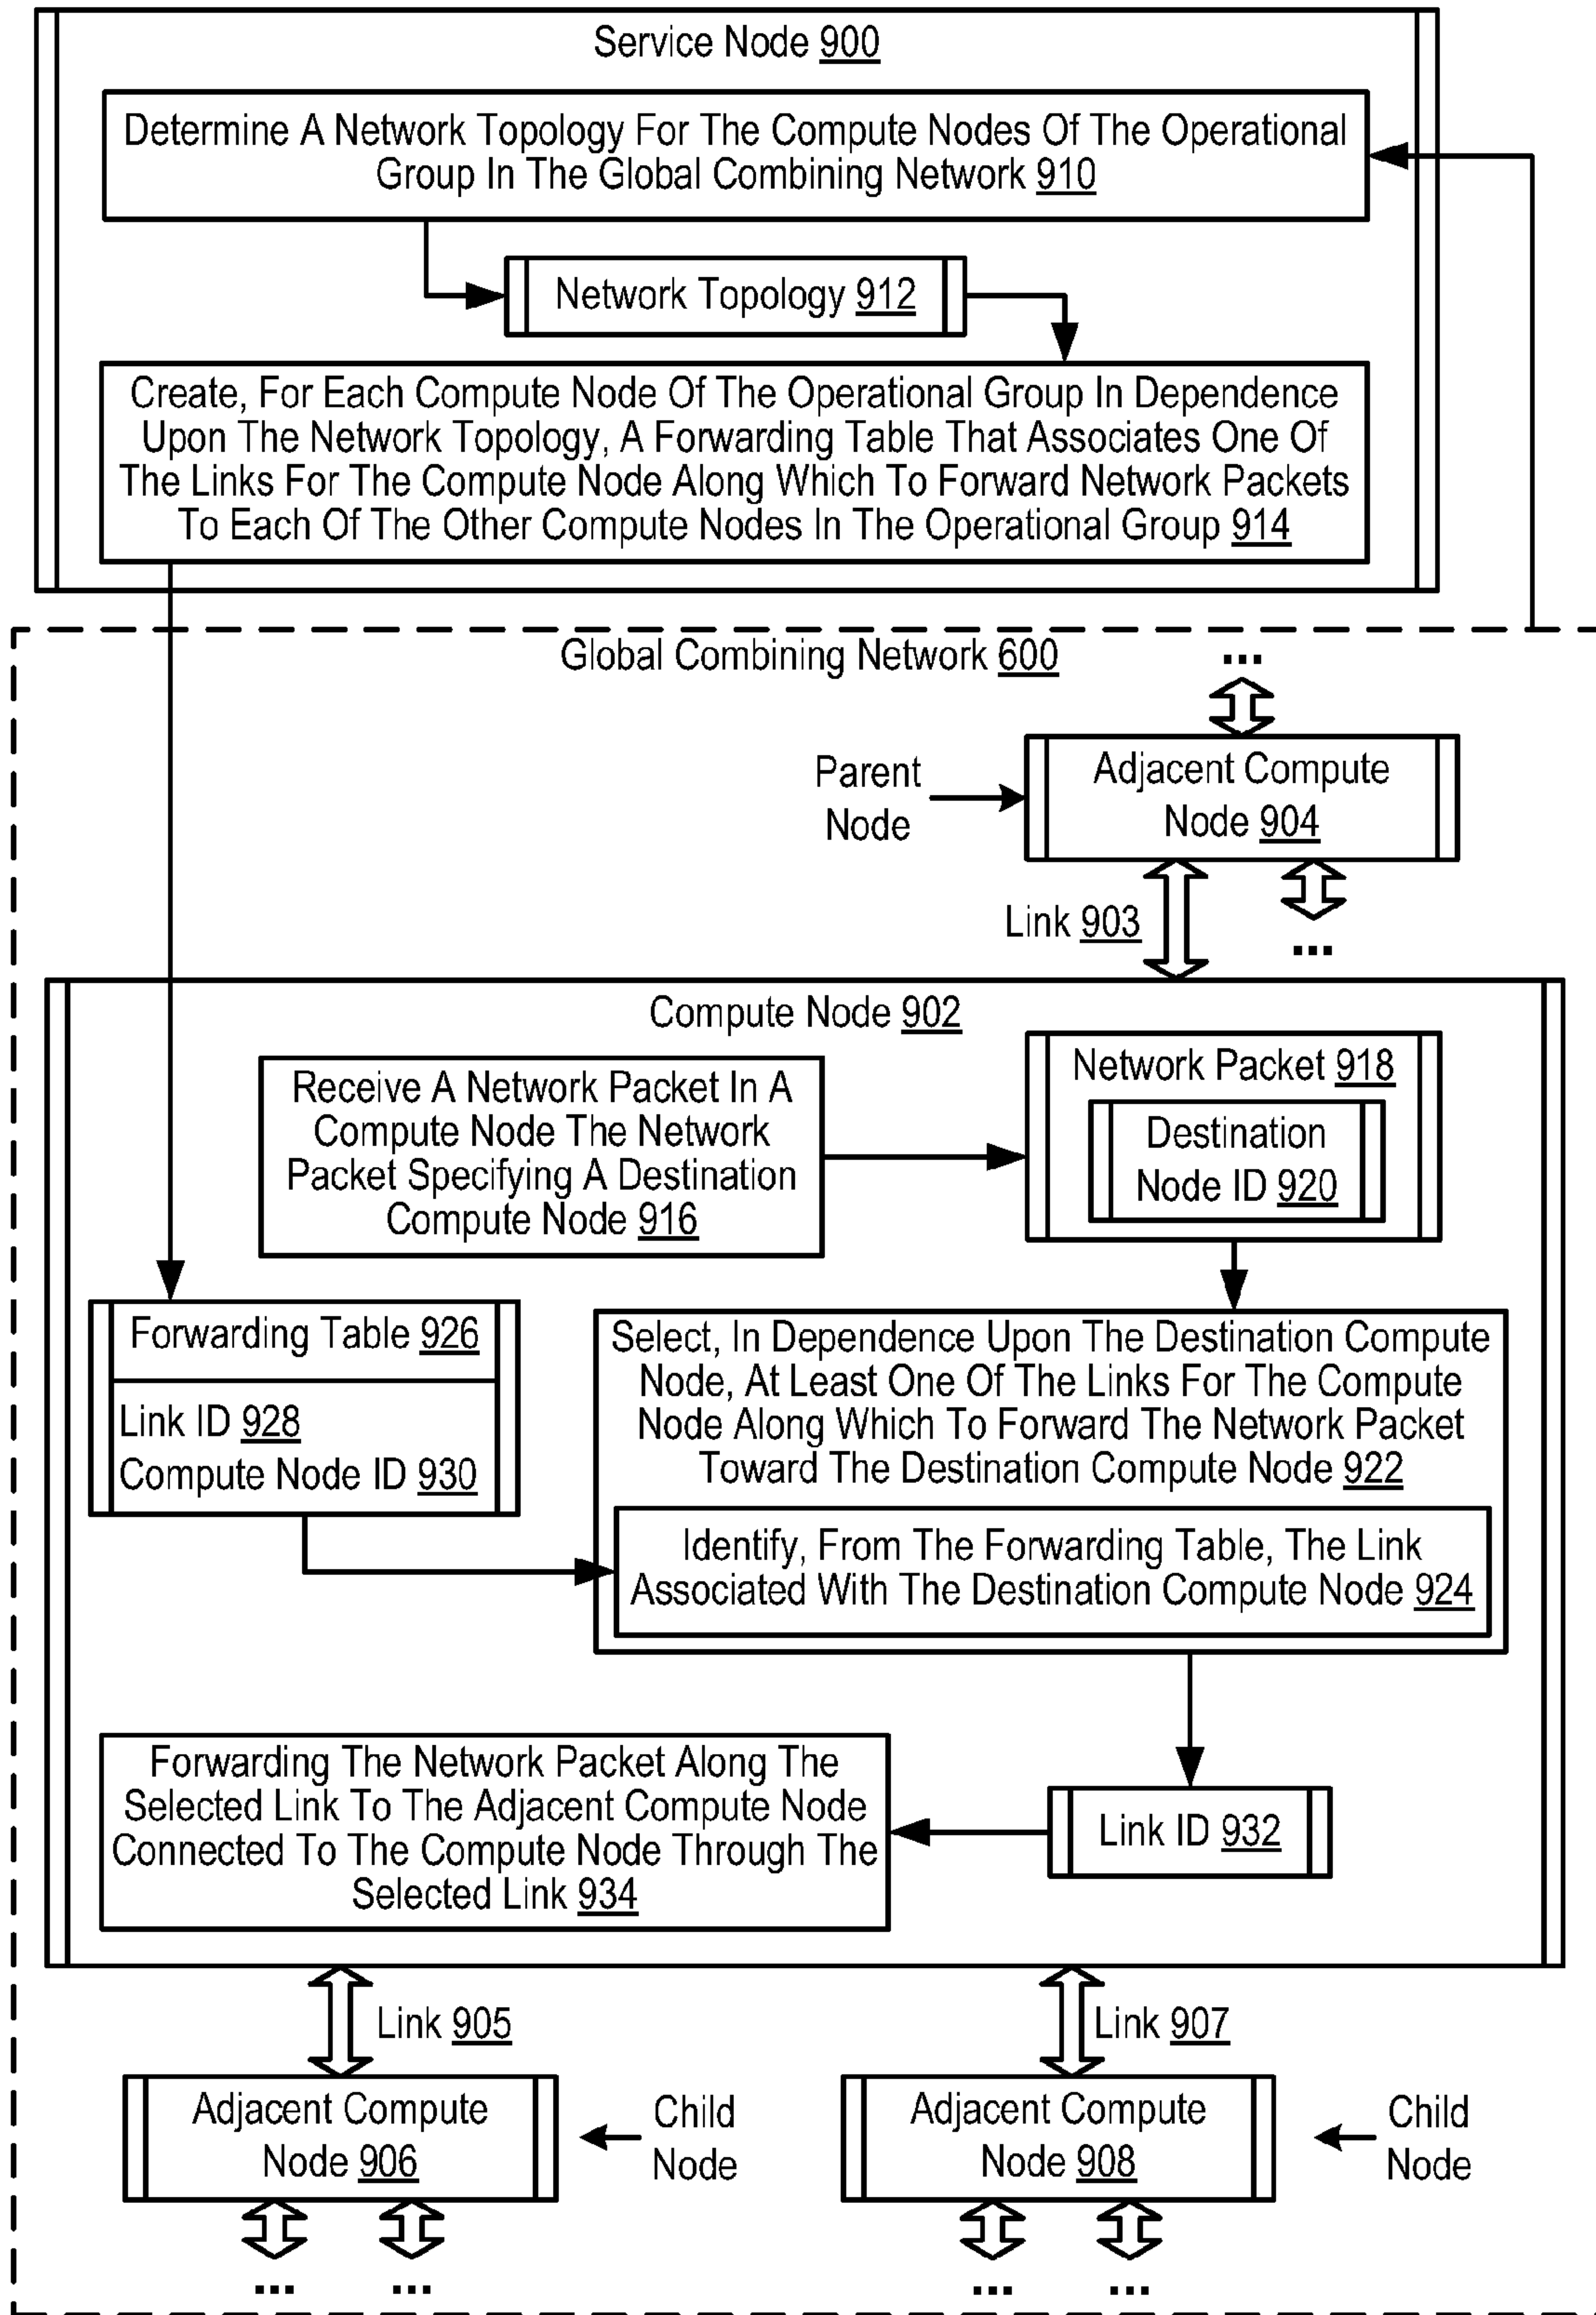 Service Node 900
Determine A Network Topology For The Compute Nodes Of The Operational
Group In The Global Combining Network 910
Network Topology 912
Create, For Each Compute Node Of The Operational Group In Dependence
Upon The Network Topology, A Forwarding Table That Associates One Of
The Links For The Compute Node Along Which To Forward Network Packets
To Each Of The Other Compute Nodes In The Operational Group 914
Global Combining Network 600
...
Parent
Node
Adjacent Compute
Node 904
Link 903
...
Compute Node 902
Receive A Network Packet In A
Compute Node The Network
Packet Specifying A Destination
Compute Node 916
Network Packet 918
Destination
Node ID 920
Forwarding Table 926
Link ID 928
Compute Node ID 930
Select, In Dependence Upon The Destination Compute
Node, At Least One Of The Links For The Compute
Node Along Which To Forward The Network Packet
Toward The Destination Compute Node 922
Identify, From The Forwarding Table, The Link
Associated With The Destination Compute Node 924
Forwarding The Network Packet Along The
Selected Link To The Adjacent Compute Node
Connected To The Compute Node Through The
Selected Link 934
Link ID 932
Link 905
Link 907
Adjacent Compute
Node 906
Child
Node
Adjacent Compute
Node 908
Child
Node
...
...
...
...